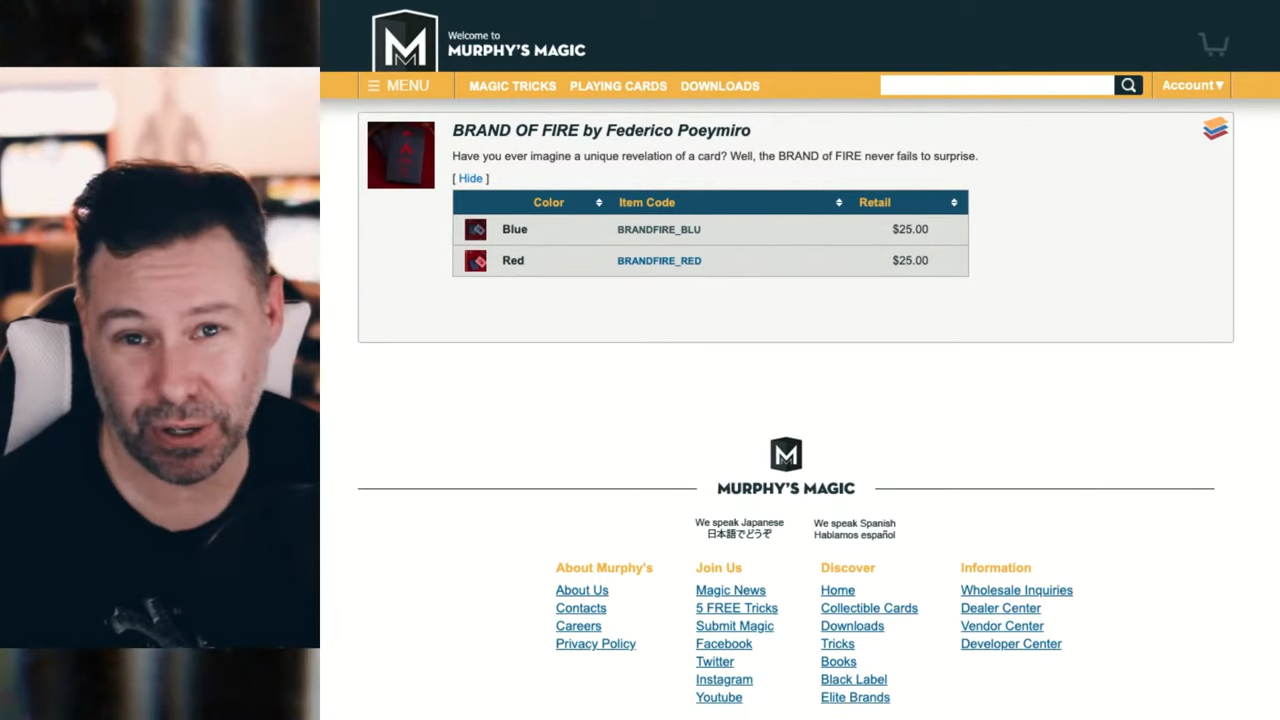 Welcome to
MURPHY'S MAGIC
M
☰ MENU
MAGIC TRICKS
PLAYING CARDS
DOWNLOADS
Account▼
BRAND OF FIRE by Federico Poeymiro
Have you ever imagine a unique revelation of a card? Well, the BRAND of FIRE never fails to surprise.
[ Hide ]
Color Item Code Retail
Blue BRANDFIRE_BLU $25.00
Red BRANDFIRE_RED $25.00
M
MURPHY'S MAGIC
We speak Japanese
日本語でどうぞ
We speak Spanish
Hablamos español
About Murphy's
About Us
Contacts
Careers
Privacy Policy
Join Us
Magic News
5 FREE Tricks
Submit Magic
Facebook
Twitter
Instagram
Youtube
Discover
Home
Collectible Cards
Downloads
Tricks
Books
Black Label
Elite Brands
Information
Wholesale Inquiries
Dealer Center
Vendor Center
Developer Center